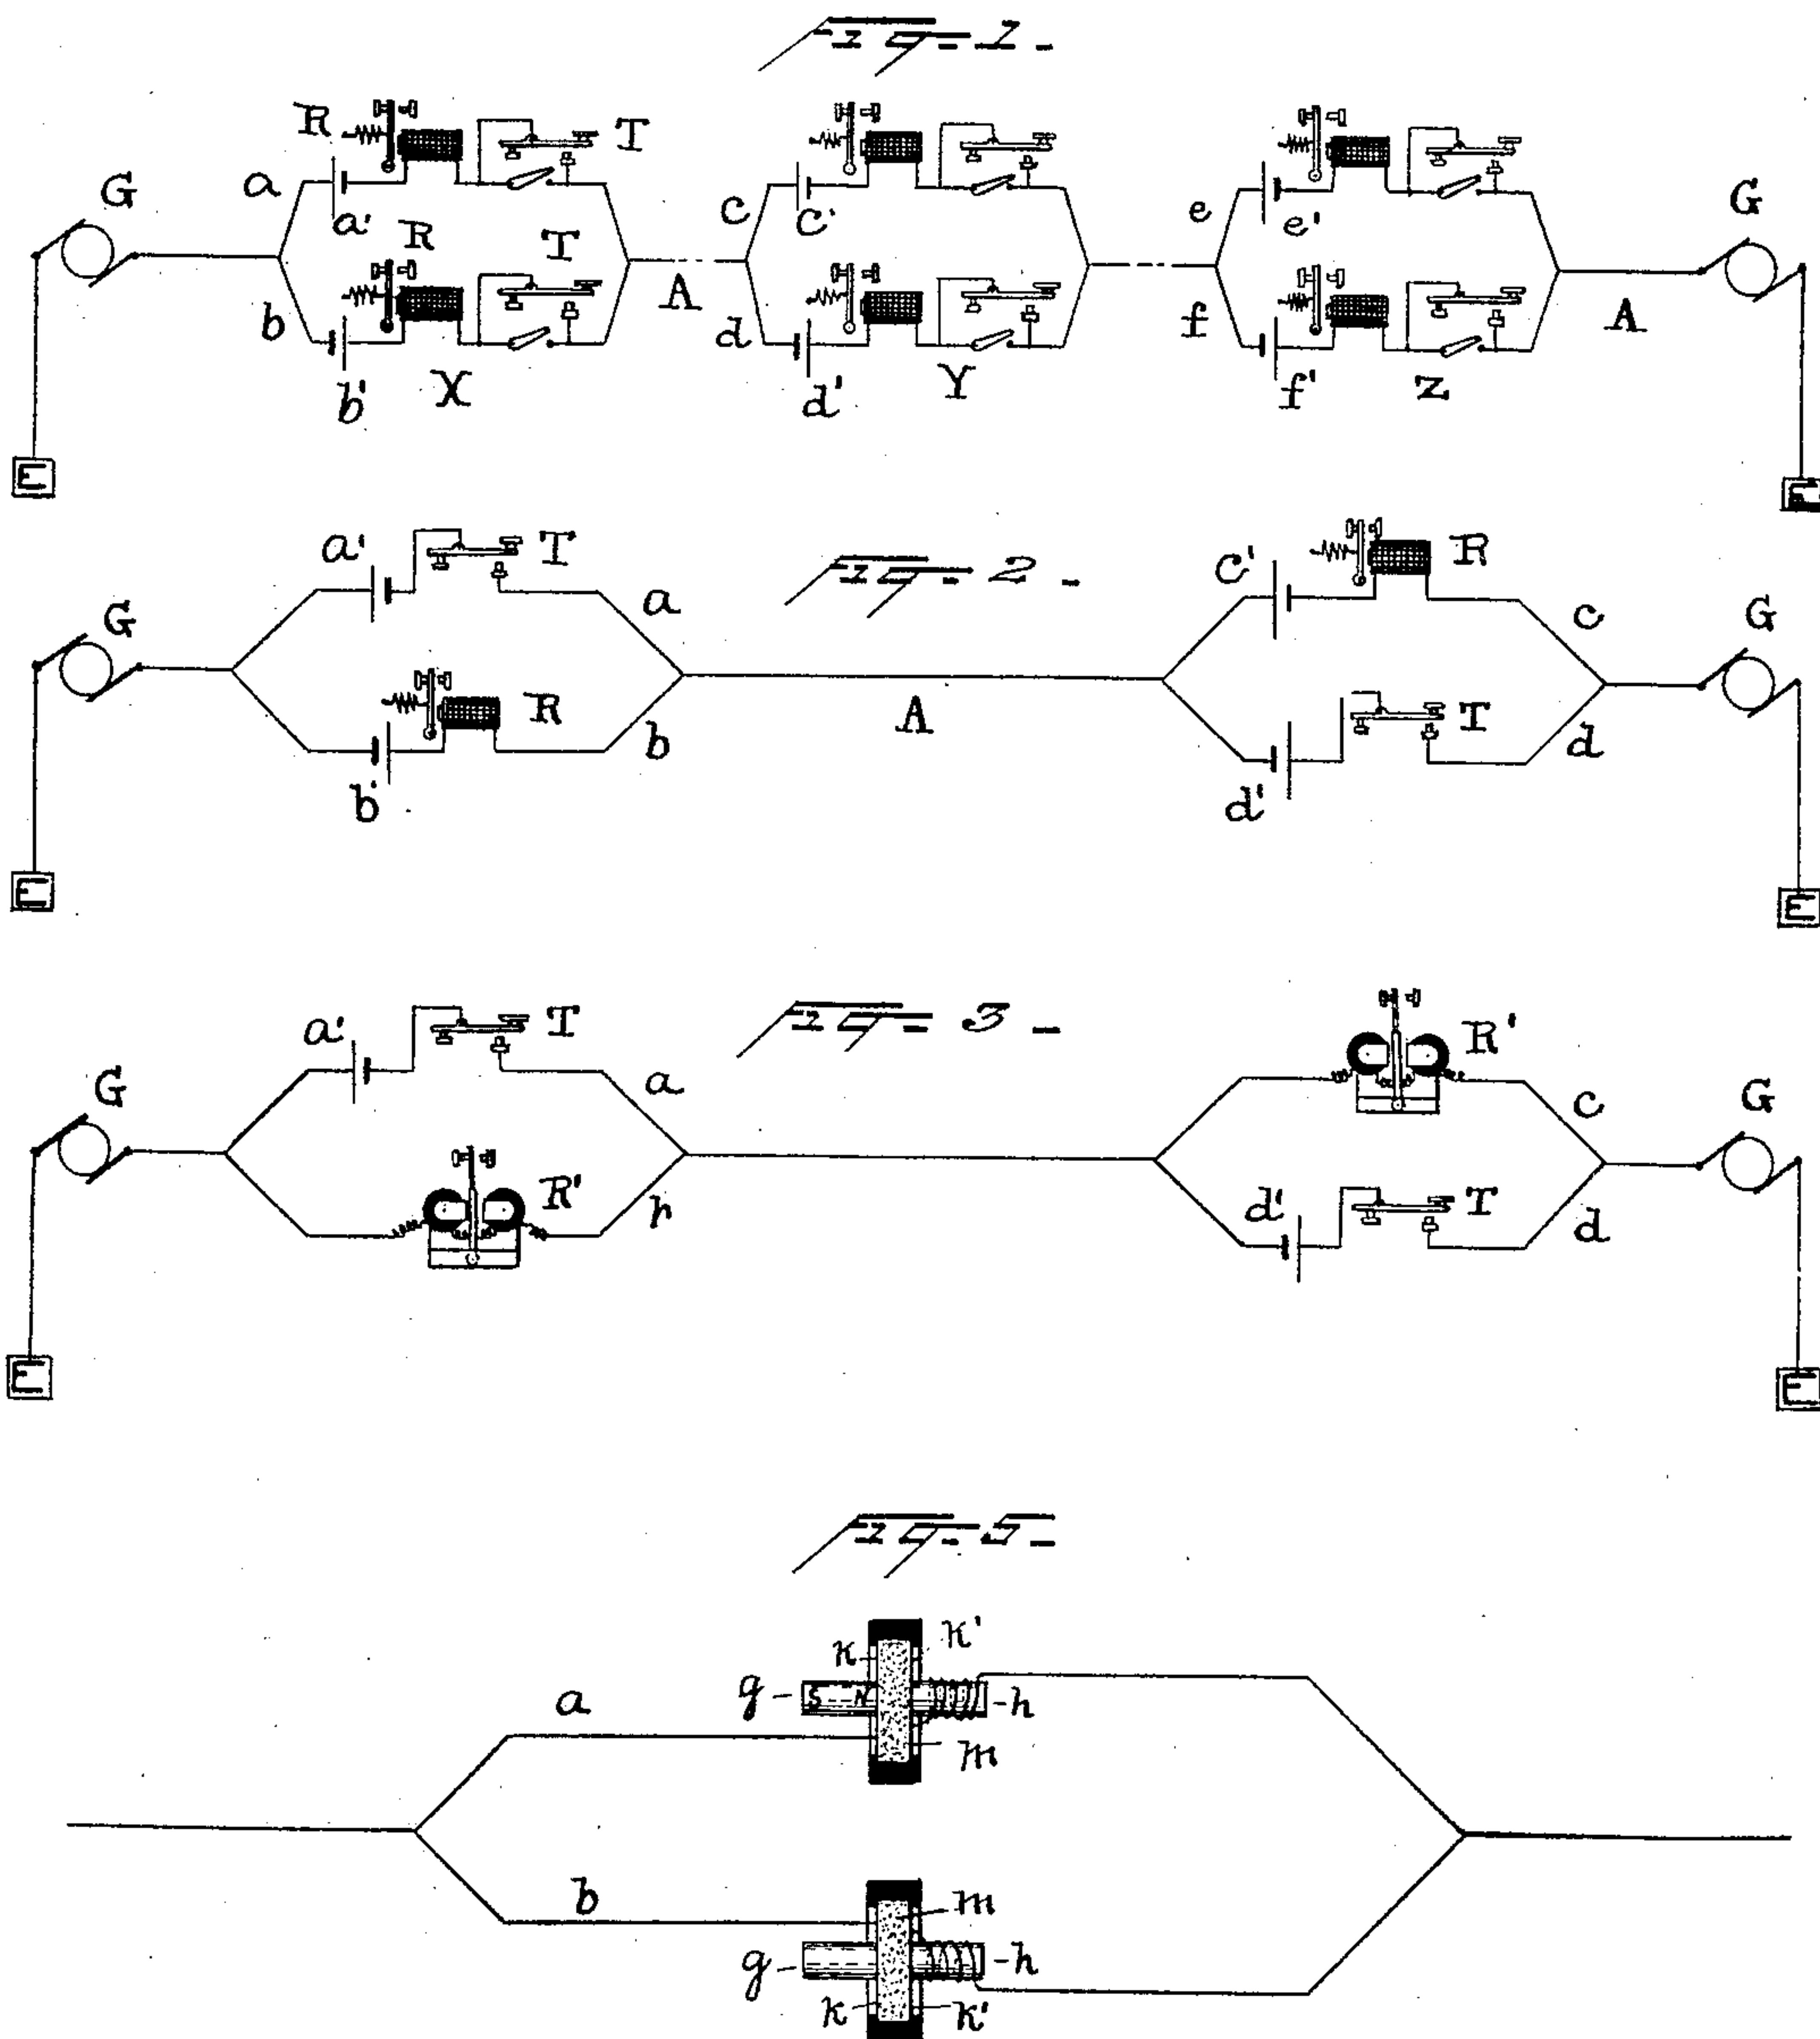 Fig-1-
R T
G a a' R T c c' e e' G
b b' X A d d' Y f f' Z A
E E
Fig-2-
a' T a c' R c
G R b b' A d' T d G
E E
Fig-3-
a' T a R' c
G R' b d' T d G
E E
Fig-5-
k k'
g S N h
a m
b m
g h
k k'